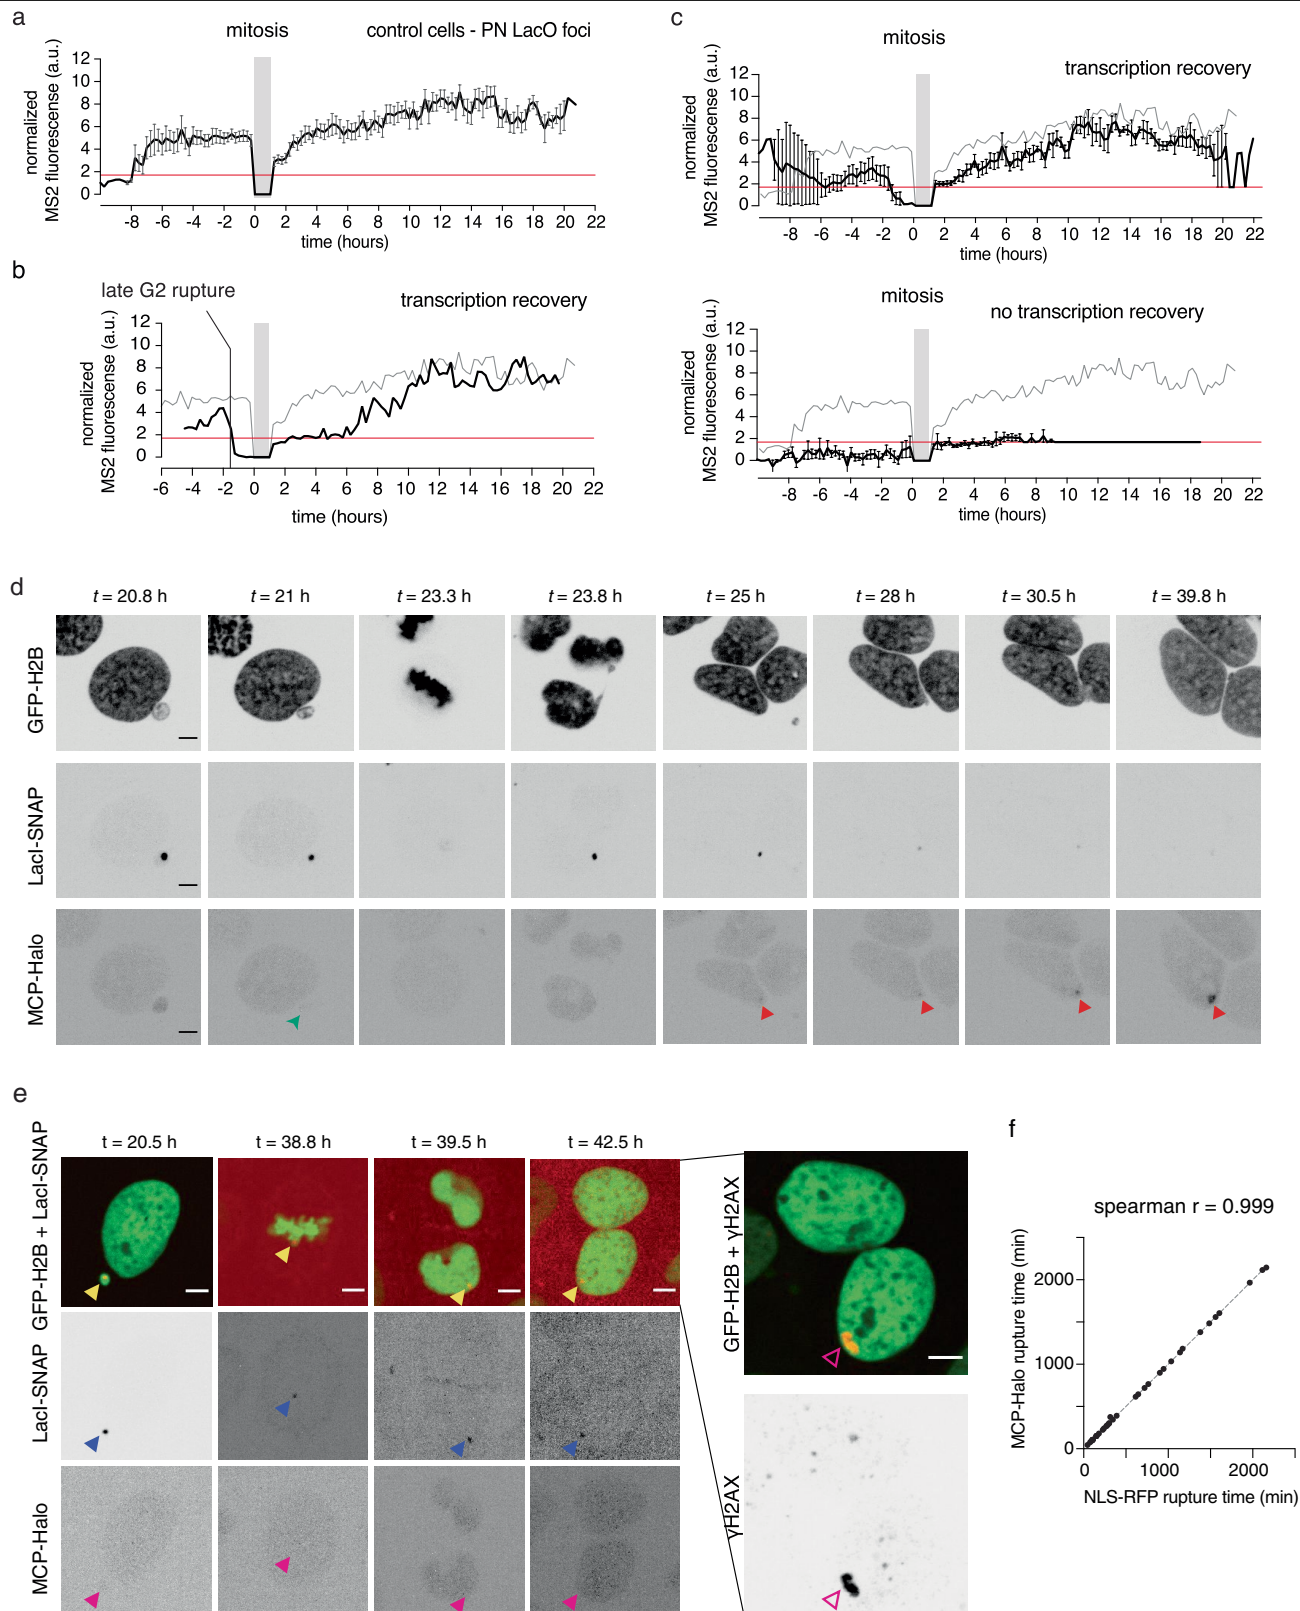 a
mitosis
control cells - PN LacO foci
normalized
MS2 fluorescense (a.u.)
12
10
8
6
4
2
0
-8 -6 -4 -2 0 2 4 6 8 10 12 14 16 18 20 22
time (hours)
b
late G2 rupture
transcription recovery
normalized
MS2 fluorescense (a.u.)
12
10
8
6
4
2
0
-6 -4 -2 0 2 4 6 8 10 12 14 16 18 20 22
time (hours)
c
mitosis
transcription recovery
normalized
MS2 fluorescense (a.u.)
12
10
8
6
4
2
0
-8 -6 -4 -2 0 2 4 6 8 10 12 14 16 18 20 22
time (hours)
mitosis
no transcription recovery
normalized
MS2 fluorescense (a.u.)
12
10
8
6
4
2
0
-8 -6 -4 -2 0 2 4 6 8 10 12 14 16 18 20 22
time (hours)
d
t = 20.8 h t = 21 h t = 23.3 h t = 23.8 h t = 25 h t = 28 h t = 30.5 h t = 39.8 h
GFP-H2B
LacI-SNAP
MCP-Halo
e
t = 20.5 h t = 38.8 h t = 39.5 h t = 42.5 h
GFP-H2B + LacI-SNAP
LacI-SNAP
MCP-Halo
GFP-H2B + γH2AX
γH2AX
f
spearman r = 0.999
MCP-Halo rupture time (min)
2000
1000
0
0 1000 2000
NLS-RFP rupture time (min)